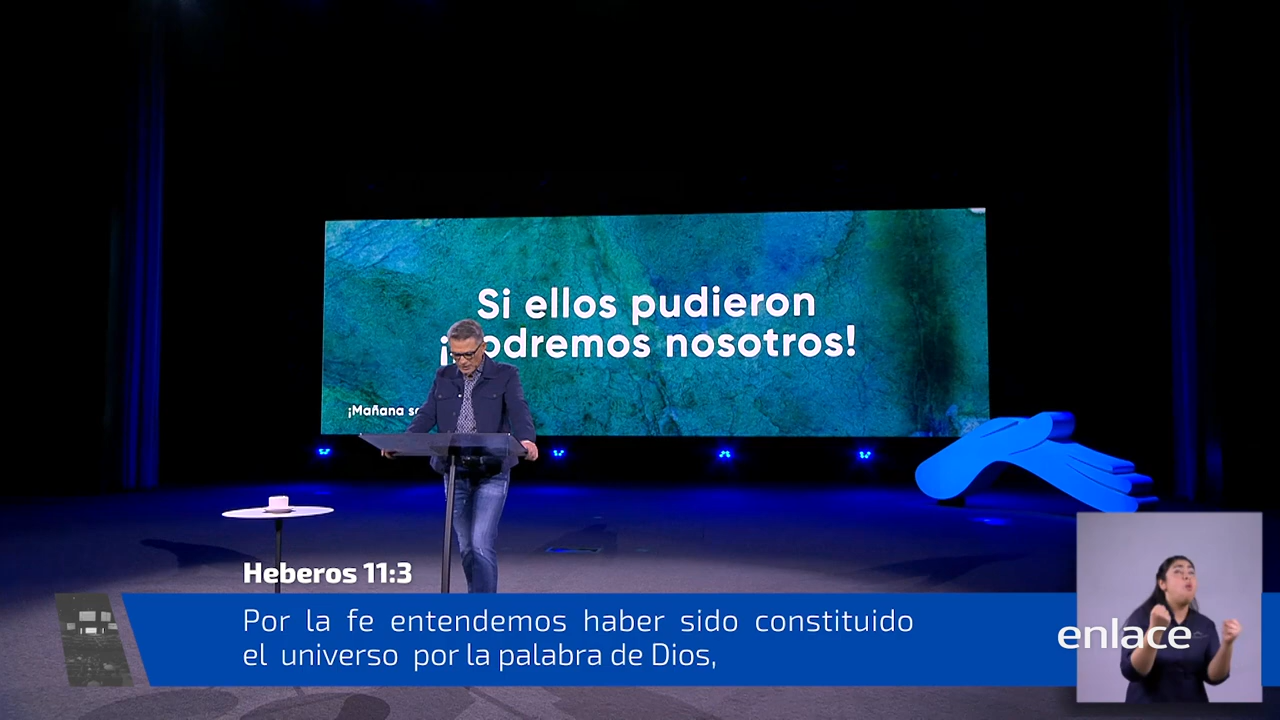 Si ellos pudieron
¡podremos nosotros!
¡Mañana
Heberos 11:3
Por la fe entendemos haber sido constituido
el universo por la palabra de Dios,
enlace